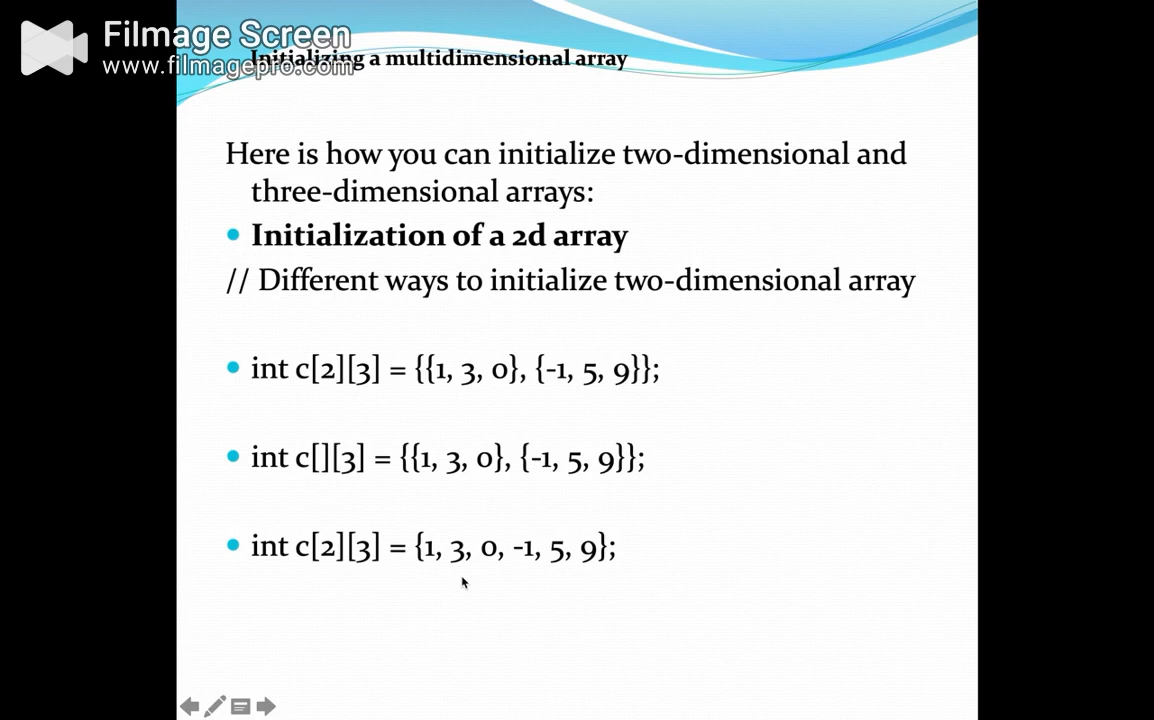 Filmage Screen
www.filmagepro.com
Initializing a multidimensional array
Here is how you can initialize two-dimensional and
three-dimensional arrays:
Initialization of a 2d array
// Different ways to initialize two-dimensional array
int c[2][3] = {{1, 3, 0}, {-1, 5, 9}};
int c[][3] = {{1, 3, 0}, {-1, 5, 9}};
int c[2][3] = {1, 3, 0, -1, 5, 9};